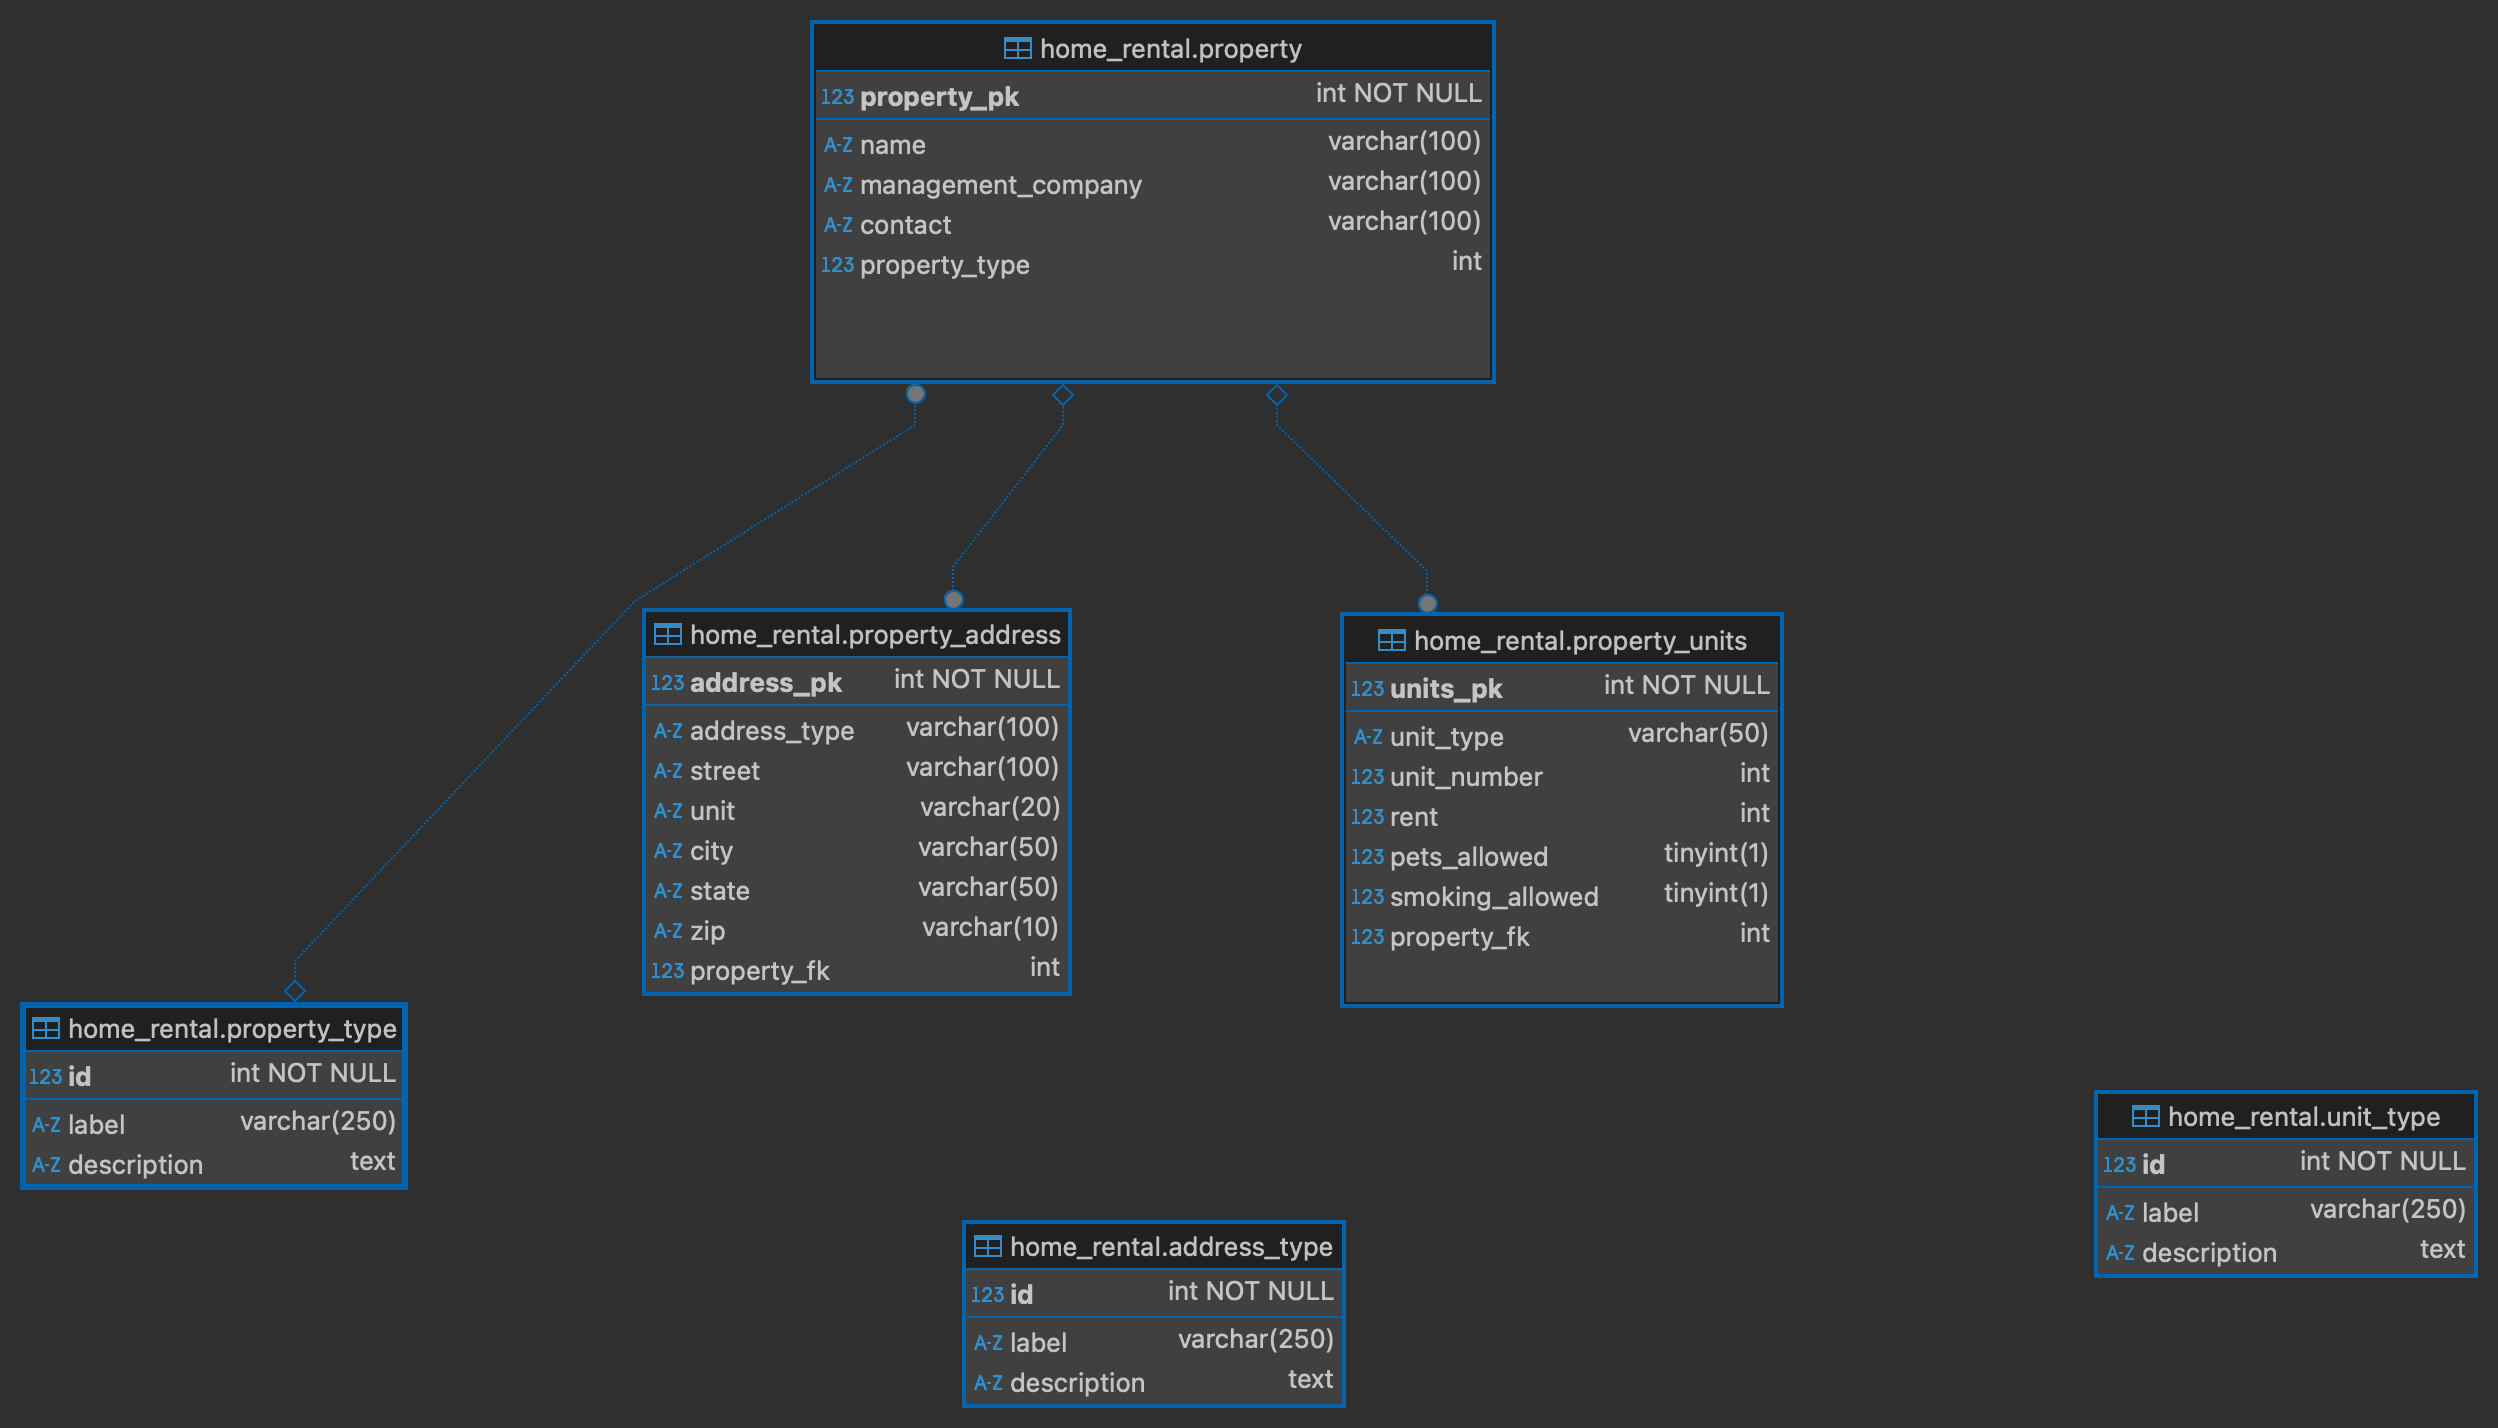 home_rental.property
123 property_pk int NOT NULL
A-Z name varchar(100)
A-Z management_company varchar(100)
A-Z contact varchar(100)
123 property_type int
home_rental.property_address
123 address_pk int NOT NULL
A-Z address_type varchar(100)
A-Z street varchar(100)
A-Z unit varchar(20)
A-Z city varchar(50)
A-Z state varchar(50)
A-Z zip varchar(10)
123 property_fk int
home_rental.property_units
123 units_pk int NOT NULL
A-Z unit_type varchar(50)
123 unit_number int
123 rent int
123 pets_allowed tinyint(1)
123 smoking_allowed tinyint(1)
123 property_fk int
home_rental.property_type
123 id int NOT NULL
A-Z label varchar(250)
A-Z description text
home_rental.unit_type
123 id int NOT NULL
A-Z label varchar(250)
A-Z description text
home_rental.address_type
123 id int NOT NULL
A-Z label varchar(250)
A-Z description text